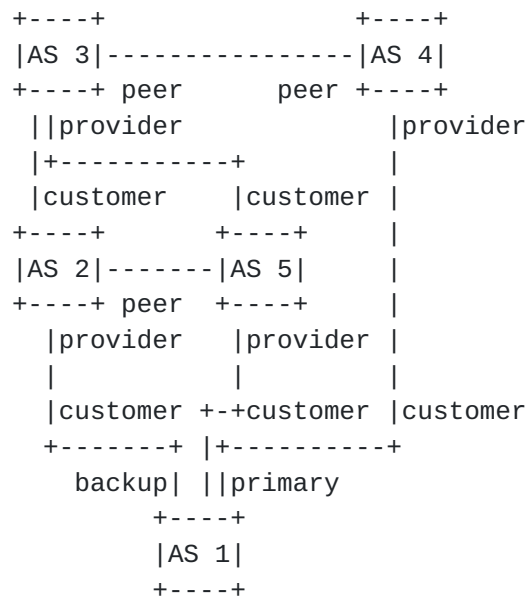 +----+                +----+
|AS 3|----------------|AS 4|
+----+ peer      peer +----+
 ||provider             |provider
 |+-----------+         |
 |customer    |customer |
+----+       +----+     |
|AS 2|-------|AS 5|     |
+----+ peer  +----+     |
  |provider   |provider |
  |           |         |
  |customer +-+customer |customer
  +-------+ |+----------+
    backup| ||primary
         +----+
         |AS 1|
         +----+